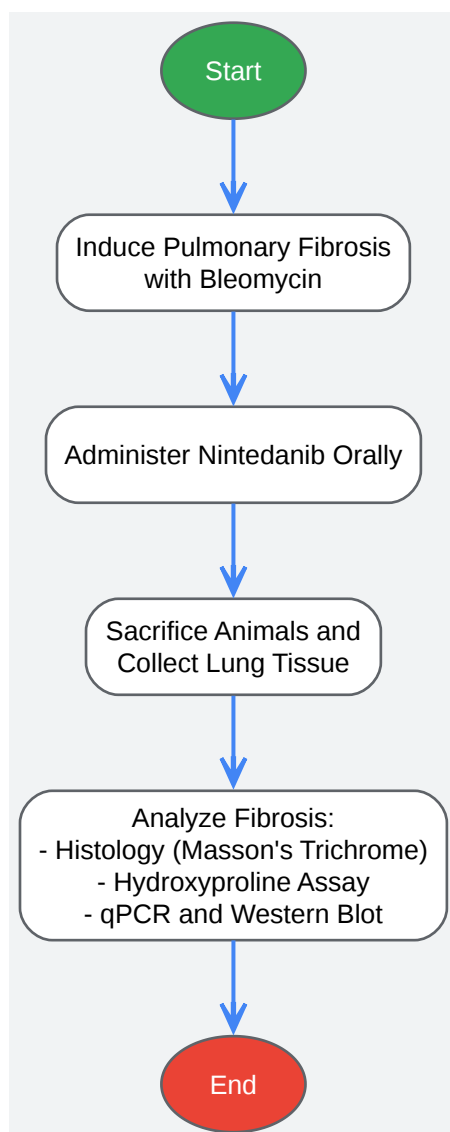 Start
Induce Pulmonary Fibrosis
with Bleomycin
Administer Nintedanib Orally
Sacrifice Animals and
Collect Lung Tissue
Analyze Fibrosis:
- Histology (Masson's Trichrome)
- Hydroxyproline Assay
- qPCR and Western Blot
End